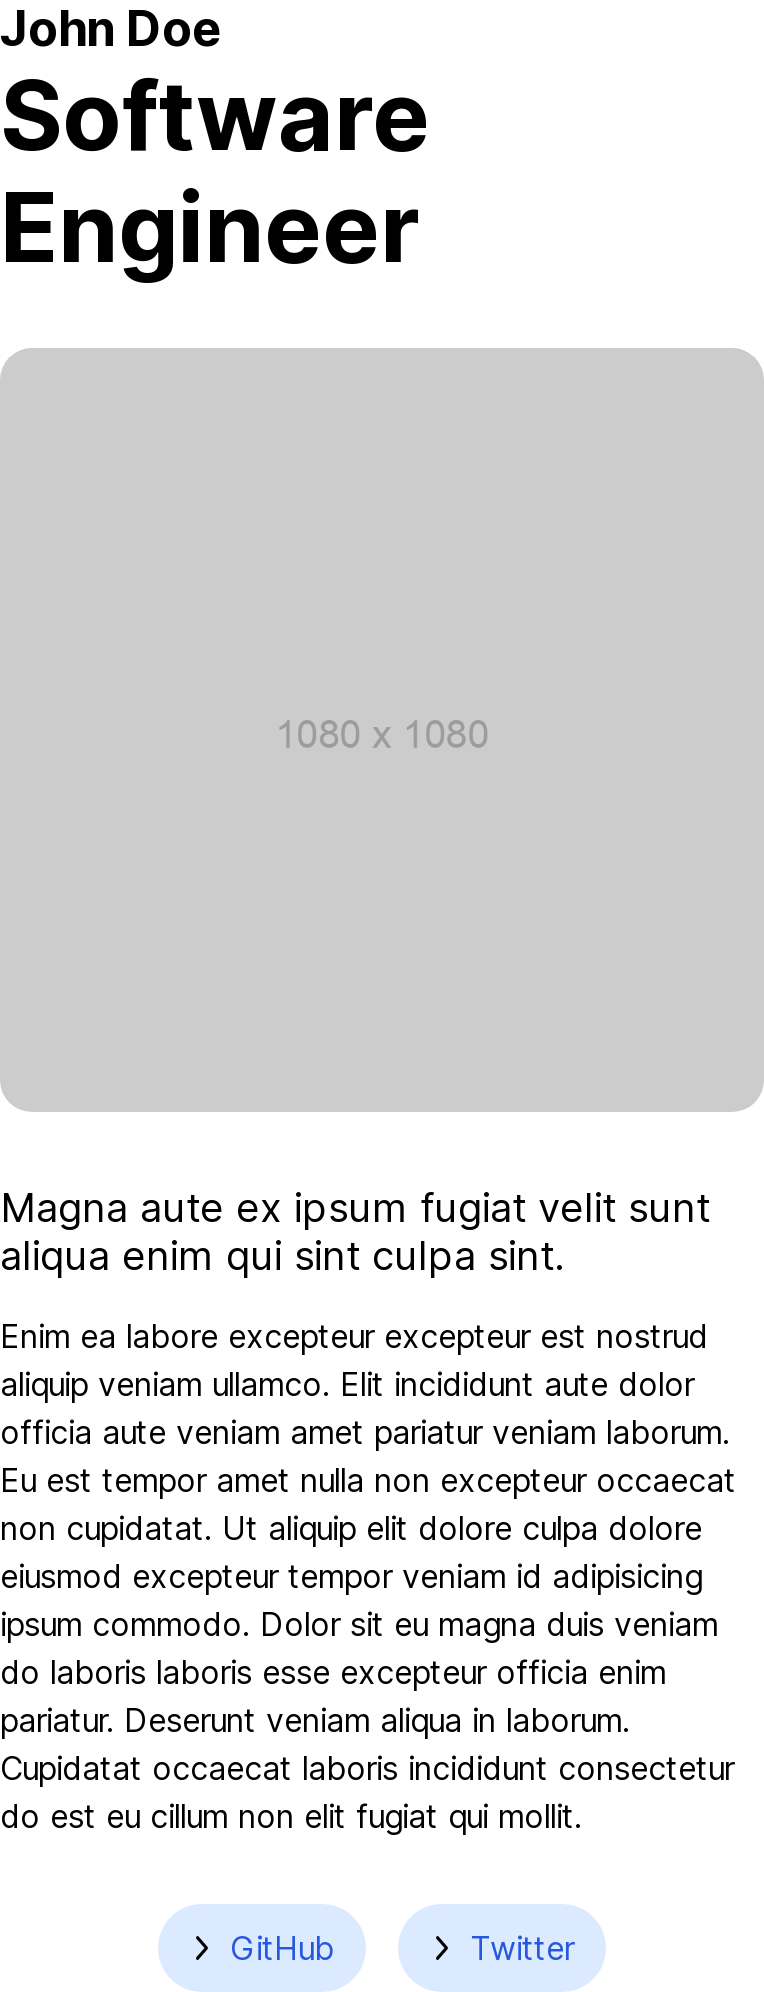 John Doe
Software
Engineer
1080 x 1080
Magna aute ex ipsum fugiat velit sunt
aliqua enim qui sint culpa sint.
Enim ea labore excepteur excepteur est nostrud
aliquip veniam ullamco. Elit incididunt aute dolor
officia aute veniam amet pariatur veniam laborum.
Eu est tempor amet nulla non excepteur occaecat
non cupidatat. Ut aliquip elit dolore culpa dolore
eiusmod excepteur tempor veniam id adipisicing
ipsum commodo. Dolor sit eu magna duis veniam
do laboris laboris esse excepteur officia enim
pariatur. Deserunt veniam aliqua in laborum.
Cupidatat occaecat laboris incididunt consectetur
do est eu cillum non elit fugiat qui mollit.
GitHub
Twitter